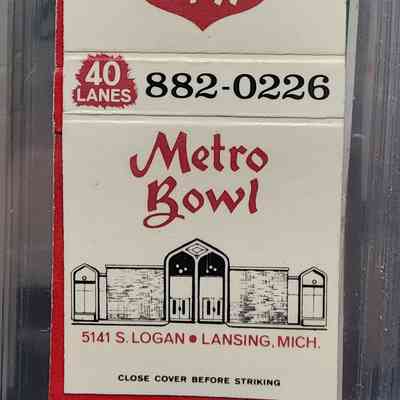 40
LANES
882-0226
Metro
Bowl
5141 S. LOGAN • LANSING, MICH.
CLOSE COVER BEFORE STRIKING